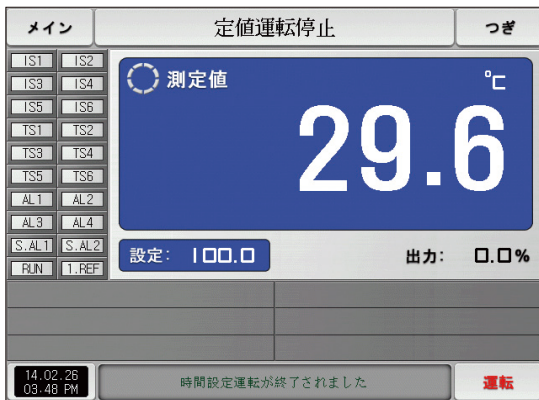 メイン 定値運転停止 つぎ
IS1 IS2
IS3 IS4
IS5 IS6
TS1 TS2
TS3 TS4
TS5 TS6
AL1 AL2
AL3 AL4
S.AL1 S.AL2
RUN 1.REF
測定値 ℃
29.6
設定: 100.0 出力: 0.0%
14.02.26
03:48 PM
時間設定運転が終了されました 運転